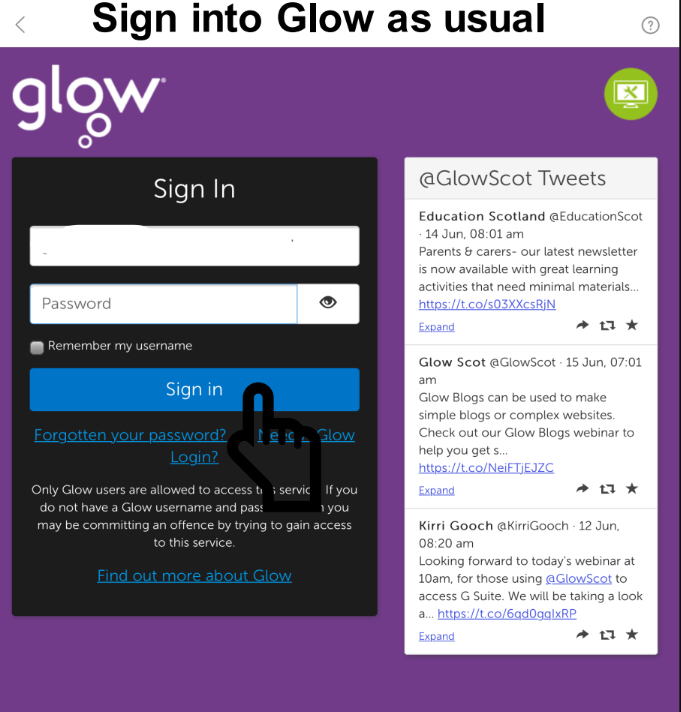 Sign into Glow as usual
glow
Sign In
Password
Remember my username
Sign in
Forgotten your password? Need Glow
Login?
Only Glow users are allowed to access this service. If you
do not have a Glow username and pass you
may be committing an offence by trying to gain access
to this service.
Find out more about Glow
@GlowScot Tweets
Education Scotland @EducationScot
· 14 Jun, 08:01 am
Parents & carers- our latest newsletter
is now available with great learning
activities that need minimal materials...
https://t.co/s03XXcsRjN
Expand
Glow Scot @GlowScot · 15 Jun, 07:01
am
Glow Blogs can be used to make
simple blogs or complex websites.
Check out our Glow Blogs webinar to
help you get s...
https://t.co/NeiFTjEJZC
Expand
Kirri Gooch @KirriGooch · 12 Jun,
08:20 am
Looking forward to today's webinar at
10am, for those using @GlowScot to
access G Suite. We will be taking a look
a... https://t.co/6qd0gqIxRP
Expand